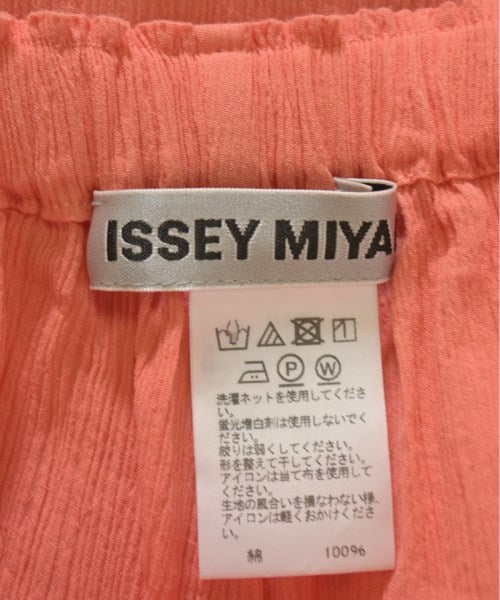 ISSEY MIYA
P W
洗濯ネットを使用してくださ
い。
蛍光増白剤は使用しないでく
ださい。
絞りは弱くしてください。
形を整えて干してください。
アイロンは当て布を使用して
ください。
生地の風合いを損なわない様、
アイロンは軽くおかけくださ
い。
綿 10096